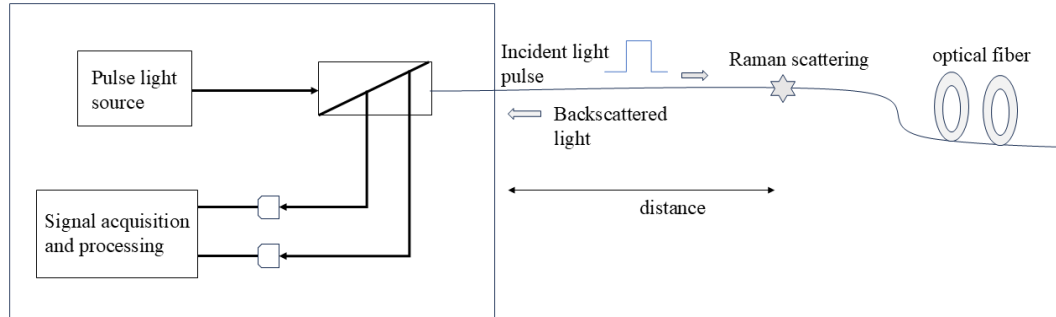 Pulse light
source
Incident light
pulse
Raman scattering
optical fiber
Backscattered
light
distance
Signal acquisition
and processing